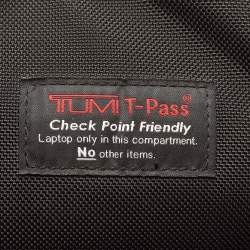 TUMI T-Pass®
Check Point Friendly
Laptop only in this compartment.
No other items.